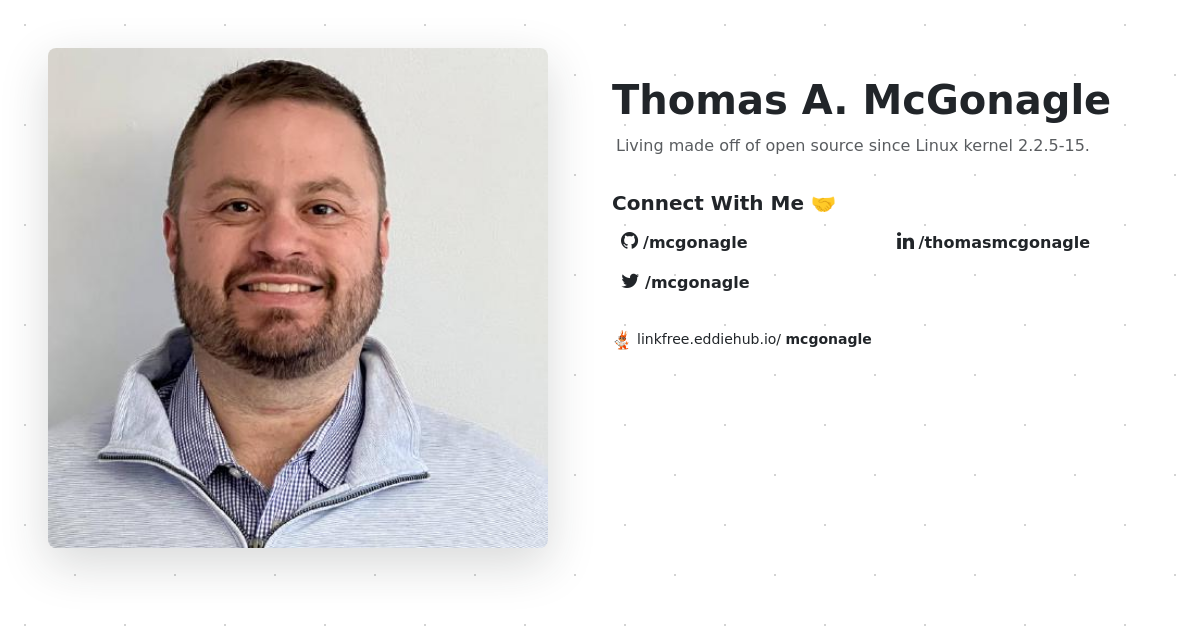 Thomas A. McGonagle
Living made off of open source since Linux kernel 2.2.5-15.
Connect With Me 🤝
/mcgonagle
in /thomasmcgonagle
/mcgonagle
linkfree.eddiehub.io/ mcgonagle